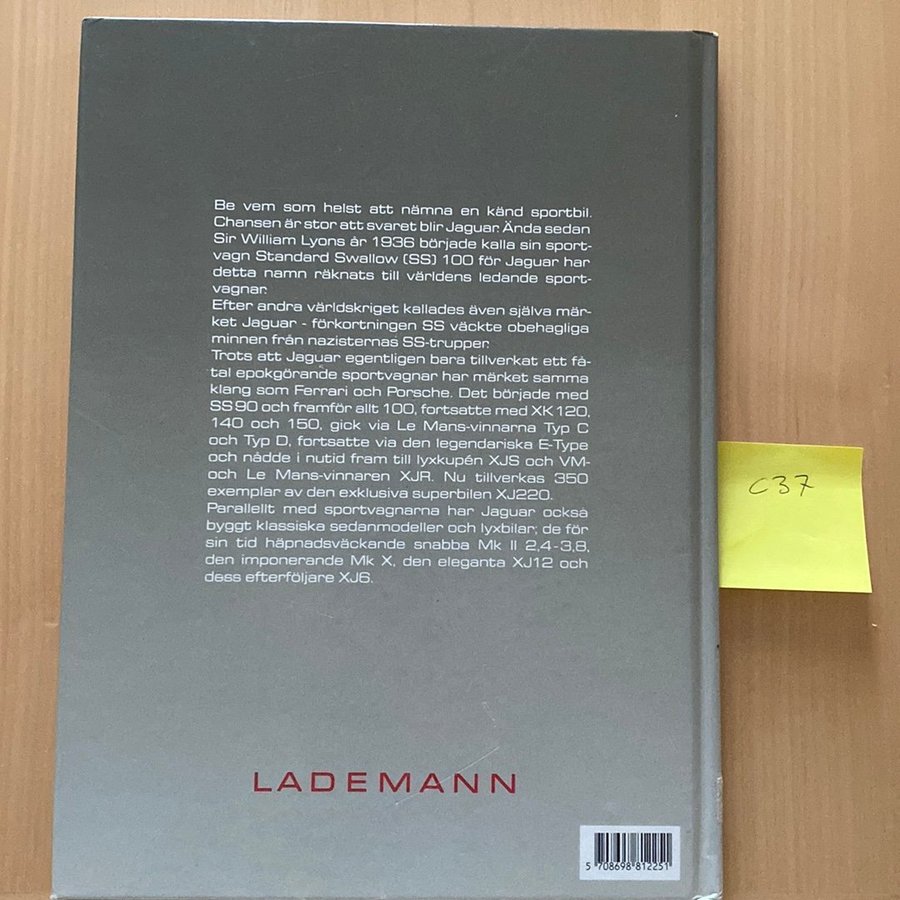 Be vem som helst att nämna en känd sportbil.
Chansen är stor att svaret blir Jaguar. Ända sedan
Sir William Lyons år 1936 började kalla sin sport-
vagn Standard Swallow (SS) 100 för Jaguar har
detta namn räknats till världens ledande sport-
vagnar.
Efter andra världskriget kallades även själva mär-
ket Jaguar - förkortningen SS väckte obehagliga
minnen från nazisternas SS-trupper.
Trots att Jaguar egentligen bara tillverkat ett få-
tal epokgörande sportvagnar har märket samma
klang som Ferrari och Porsche. Det började med
SS90 och framför allt 100, fortsatte med XK120,
140 och 150, gick via Le Mans-vinnarna Typ C
och Typ D, fortsatte via den legendariska E-Type
och nådde i nutid fram till lyxkupén XJS och VM-
och Le Mans-vinnaren XJR. Nu tillverkas 350
exemplar av den exklusiva superbilen XJ220.
Parallellt med sportvagnarna har Jaguar också
byggt klassiska sedanmodeller och lyxbilar; de för
sin tid häpnadsväckande snabba Mk II 2,4-3,8,
den imponerande Mk X, den eleganta XJ12 och
dess efterföljare XJ6.
C37
LADEMANN
5 708698 812251